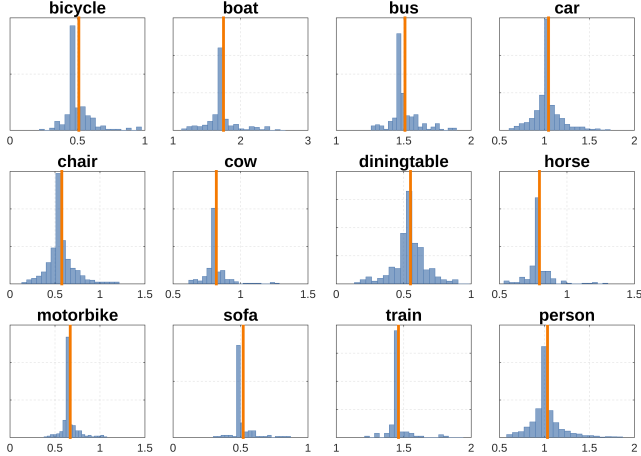 bicycle boat bus car
0 0.5 1 1 2 3 1 1.5 2 0.5 1 1.5 2
chair cow diningtable horse
0 0.5 1 1.5 0.5 1 1.5 0 0.5 1 0.5 1 1.5
motorbike sofa train person
0 0.5 1 1.5 0 0.5 1 1 1.5 2 0.5 1 1.5 2